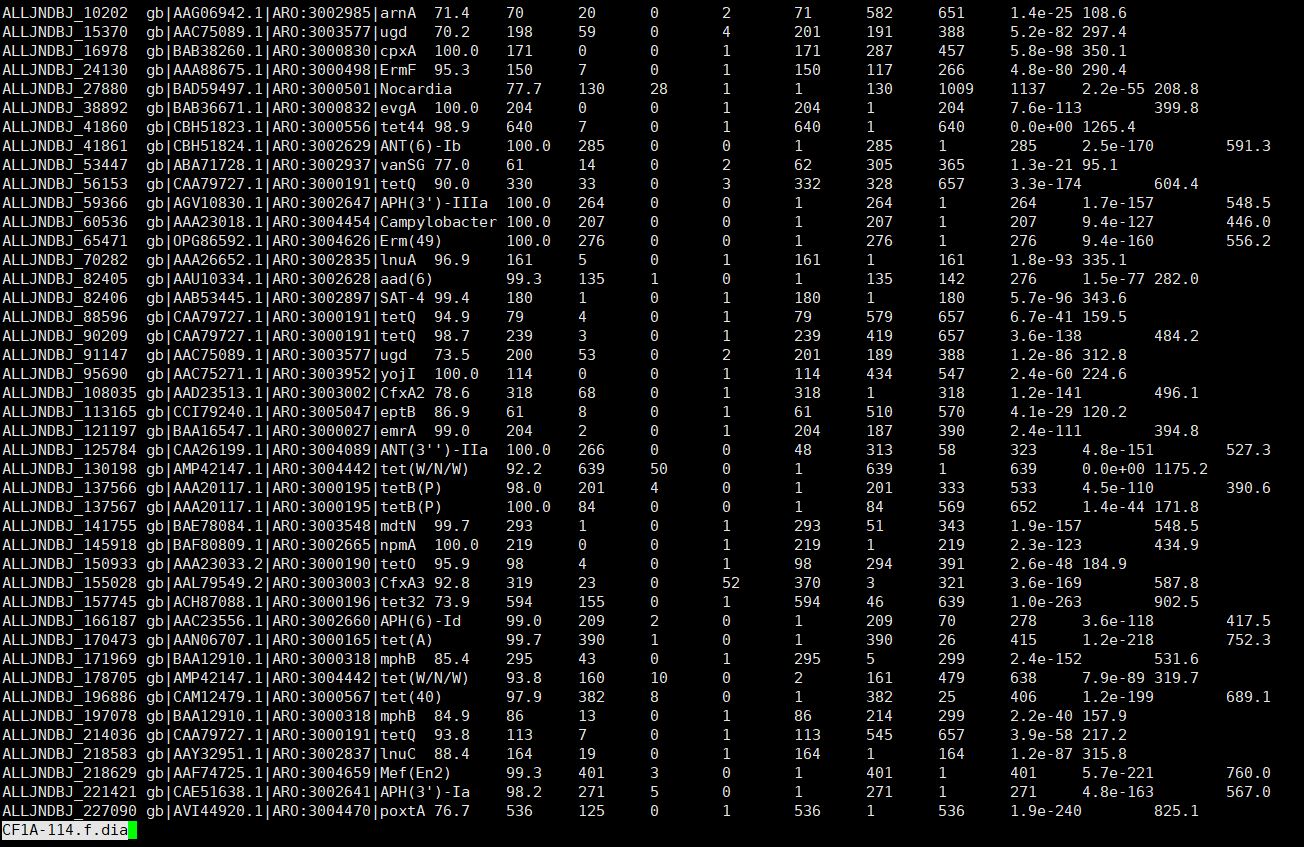 ALLJNDBJ_10202 gb|AAG06942.1|ARO:3002985|arnA 71.4 70 20 0 2 71 582 651 1.4e-25 108.6
ALLJNDBJ_15370 gb|AAC75089.1|ARO:3003577|ugd 70.2 198 59 0 4 201 191 388 5.2e-82 297.4
ALLJNDBJ_16978 gb|BAB38260.1|ARO:3000830|cpxA 100.0 171 0 0 1 171 287 457 5.8e-98 350.1
ALLJNDBJ_24130 gb|AAA88675.1|ARO:3000498|ErmF 95.3 150 7 0 1 150 117 266 4.8e-80 290.4
ALLJNDBJ_27880 gb|BAD59497.1|ARO:3000501|Nocardia 77.7 130 28 1 1 130 1009 1137 2.2e-55 208.8
ALLJNDBJ_38892 gb|BAB36671.1|ARO:3000832|evgA 100.0 204 0 0 1 204 1 204 7.6e-113 399.8
ALLJNDBJ_41860 gb|CBH51823.1|ARO:3000556|tet44 98.9 640 7 0 1 640 1 640 0.0e+00 1265.4
ALLJNDBJ_41861 gb|CBH51824.1|ARO:3002629|ANT(6)-Ib 100.0 285 0 0 1 285 1 285 2.5e-170 591.3
ALLJNDBJ_53447 gb|ABA71728.1|ARO:3002937|vanSG 77.0 61 14 0 2 62 305 365 1.3e-21 95.1
ALLJNDBJ_56153 gb|CAA79727.1|ARO:3000191|tetQ 90.0 330 33 0 3 332 328 657 3.3e-174 604.4
ALLJNDBJ_59366 gb|AGV10830.1|ARO:3002647|APH(3')-IIIa 100.0 264 0 0 1 264 1 264 1.7e-157 548.5
ALLJNDBJ_60536 gb|AAA23018.1|ARO:3004454|Campylobacter 100.0 207 0 0 1 207 1 207 9.4e-127 446.0
ALLJNDBJ_65471 gb|OPG86592.1|ARO:3004626|Erm(49) 100.0 276 0 0 1 276 1 276 9.4e-160 556.2
ALLJNDBJ_70282 gb|AAA26652.1|ARO:3002835|lnuA 96.9 161 5 0 1 161 1 161 1.8e-93 335.1
ALLJNDBJ_82405 gb|AAU10334.1|ARO:3002628|aad(6) 99.3 135 1 0 1 135 142 276 1.5e-77 282.0
ALLJNDBJ_82406 gb|AAB53445.1|ARO:3002897|SAT-4 99.4 180 1 0 1 180 1 180 5.7e-96 343.6
ALLJNDBJ_88596 gb|CAA79727.1|ARO:3000191|tetQ 94.9 79 4 0 1 79 579 657 6.7e-41 159.5
ALLJNDBJ_90209 gb|CAA79727.1|ARO:3000191|tetQ 98.7 239 3 0 1 239 419 657 3.6e-138 484.2
ALLJNDBJ_91147 gb|AAC75089.1|ARO:3003577|ugd 73.5 200 53 0 2 201 189 388 1.2e-86 312.8
ALLJNDBJ_95690 gb|AAC75271.1|ARO:3003952|yojI 100.0 114 0 0 1 114 434 547 2.4e-60 224.6
ALLJNDBJ_108035 gb|AAD23513.1|ARO:3003002|CfxA2 78.6 318 68 0 1 318 1 318 1.2e-141 496.1
ALLJNDBJ_113165 gb|CCI79240.1|ARO:3005047|eptB 86.9 61 8 0 1 61 510 570 4.1e-29 120.2
ALLJNDBJ_121197 gb|BAA16547.1|ARO:3000027|emrA 99.0 204 2 0 1 204 187 390 2.4e-111 394.8
ALLJNDBJ_125784 gb|CAA26199.1|ARO:3004089|ANT(3'')-IIa 100.0 266 0 0 48 313 58 323 4.8e-151 527.3
ALLJNDBJ_130198 gb|AMP42147.1|ARO:3004442|tet(W/N/W) 92.2 639 50 0 1 639 1 639 0.0e+00 1175.2
ALLJNDBJ_137566 gb|AAA20117.1|ARO:3000195|tetB(P) 98.0 201 4 0 1 201 333 533 4.5e-110 390.6
ALLJNDBJ_137567 gb|AAA20117.1|ARO:3000195|tetB(P) 100.0 84 0 0 1 84 569 652 1.4e-44 171.8
ALLJNDBJ_141755 gb|BAE78084.1|ARO:3003548|mdtN 99.7 293 1 0 1 293 51 343 1.9e-157 548.5
ALLJNDBJ_145918 gb|BAF80809.1|ARO:3002665|npmA 100.0 219 0 0 1 219 1 219 2.3e-123 434.9
ALLJNDBJ_150933 gb|AAA23033.2|ARO:3000190|tetO 95.9 98 4 0 1 98 294 391 2.6e-48 184.9
ALLJNDBJ_155028 gb|AAL79549.2|ARO:3003003|CfxA3 92.8 319 23 0 52 370 3 321 3.6e-169 587.8
ALLJNDBJ_157745 gb|ACH87088.1|ARO:3000196|tet32 73.9 594 155 0 1 594 46 639 1.0e-263 902.5
ALLJNDBJ_166187 gb|AAC23556.1|ARO:3002660|APH(6)-Id 99.0 209 2 0 1 209 70 278 3.6e-118 417.5
ALLJNDBJ_170473 gb|AAN06707.1|ARO:3000165|tet(A) 99.7 390 1 0 1 390 26 415 1.2e-218 752.3
ALLJNDBJ_171969 gb|BAA12910.1|ARO:3000318|mphB 85.4 295 43 0 1 295 5 299 2.4e-152 531.6
ALLJNDBJ_178705 gb|AMP42147.1|ARO:3004442|tet(W/N/W) 93.8 160 10 0 2 161 479 638 7.9e-89 319.7
ALLJNDBJ_196886 gb|CAM12479.1|ARO:3000567|tet(40) 97.9 382 8 0 1 382 25 406 1.2e-199 689.1
ALLJNDBJ_197078 gb|BAA12910.1|ARO:3000318|mphB 84.9 86 13 0 1 86 214 299 2.2e-40 157.9
ALLJNDBJ_214036 gb|CAA79727.1|ARO:3000191|tetQ 93.8 113 7 0 1 113 545 657 3.9e-58 217.2
ALLJNDBJ_218583 gb|AAY32951.1|ARO:3002837|lnuC 88.4 164 19 0 1 164 1 164 1.2e-87 315.8
ALLJNDBJ_218629 gb|AAF74725.1|ARO:3004659|Mef(En2) 99.3 401 3 0 1 401 1 401 5.7e-221 760.0
ALLJNDBJ_221421 gb|CAE51638.1|ARO:3002641|APH(3')-Ia 98.2 271 5 0 1 271 1 271 4.8e-163 567.0
ALLJNDBJ_227090 gb|AVI44920.1|ARO:3004470|poxtA 76.7 536 125 0 1 536 1 536 1.9e-240 825.1
CF1A-114.f.dia